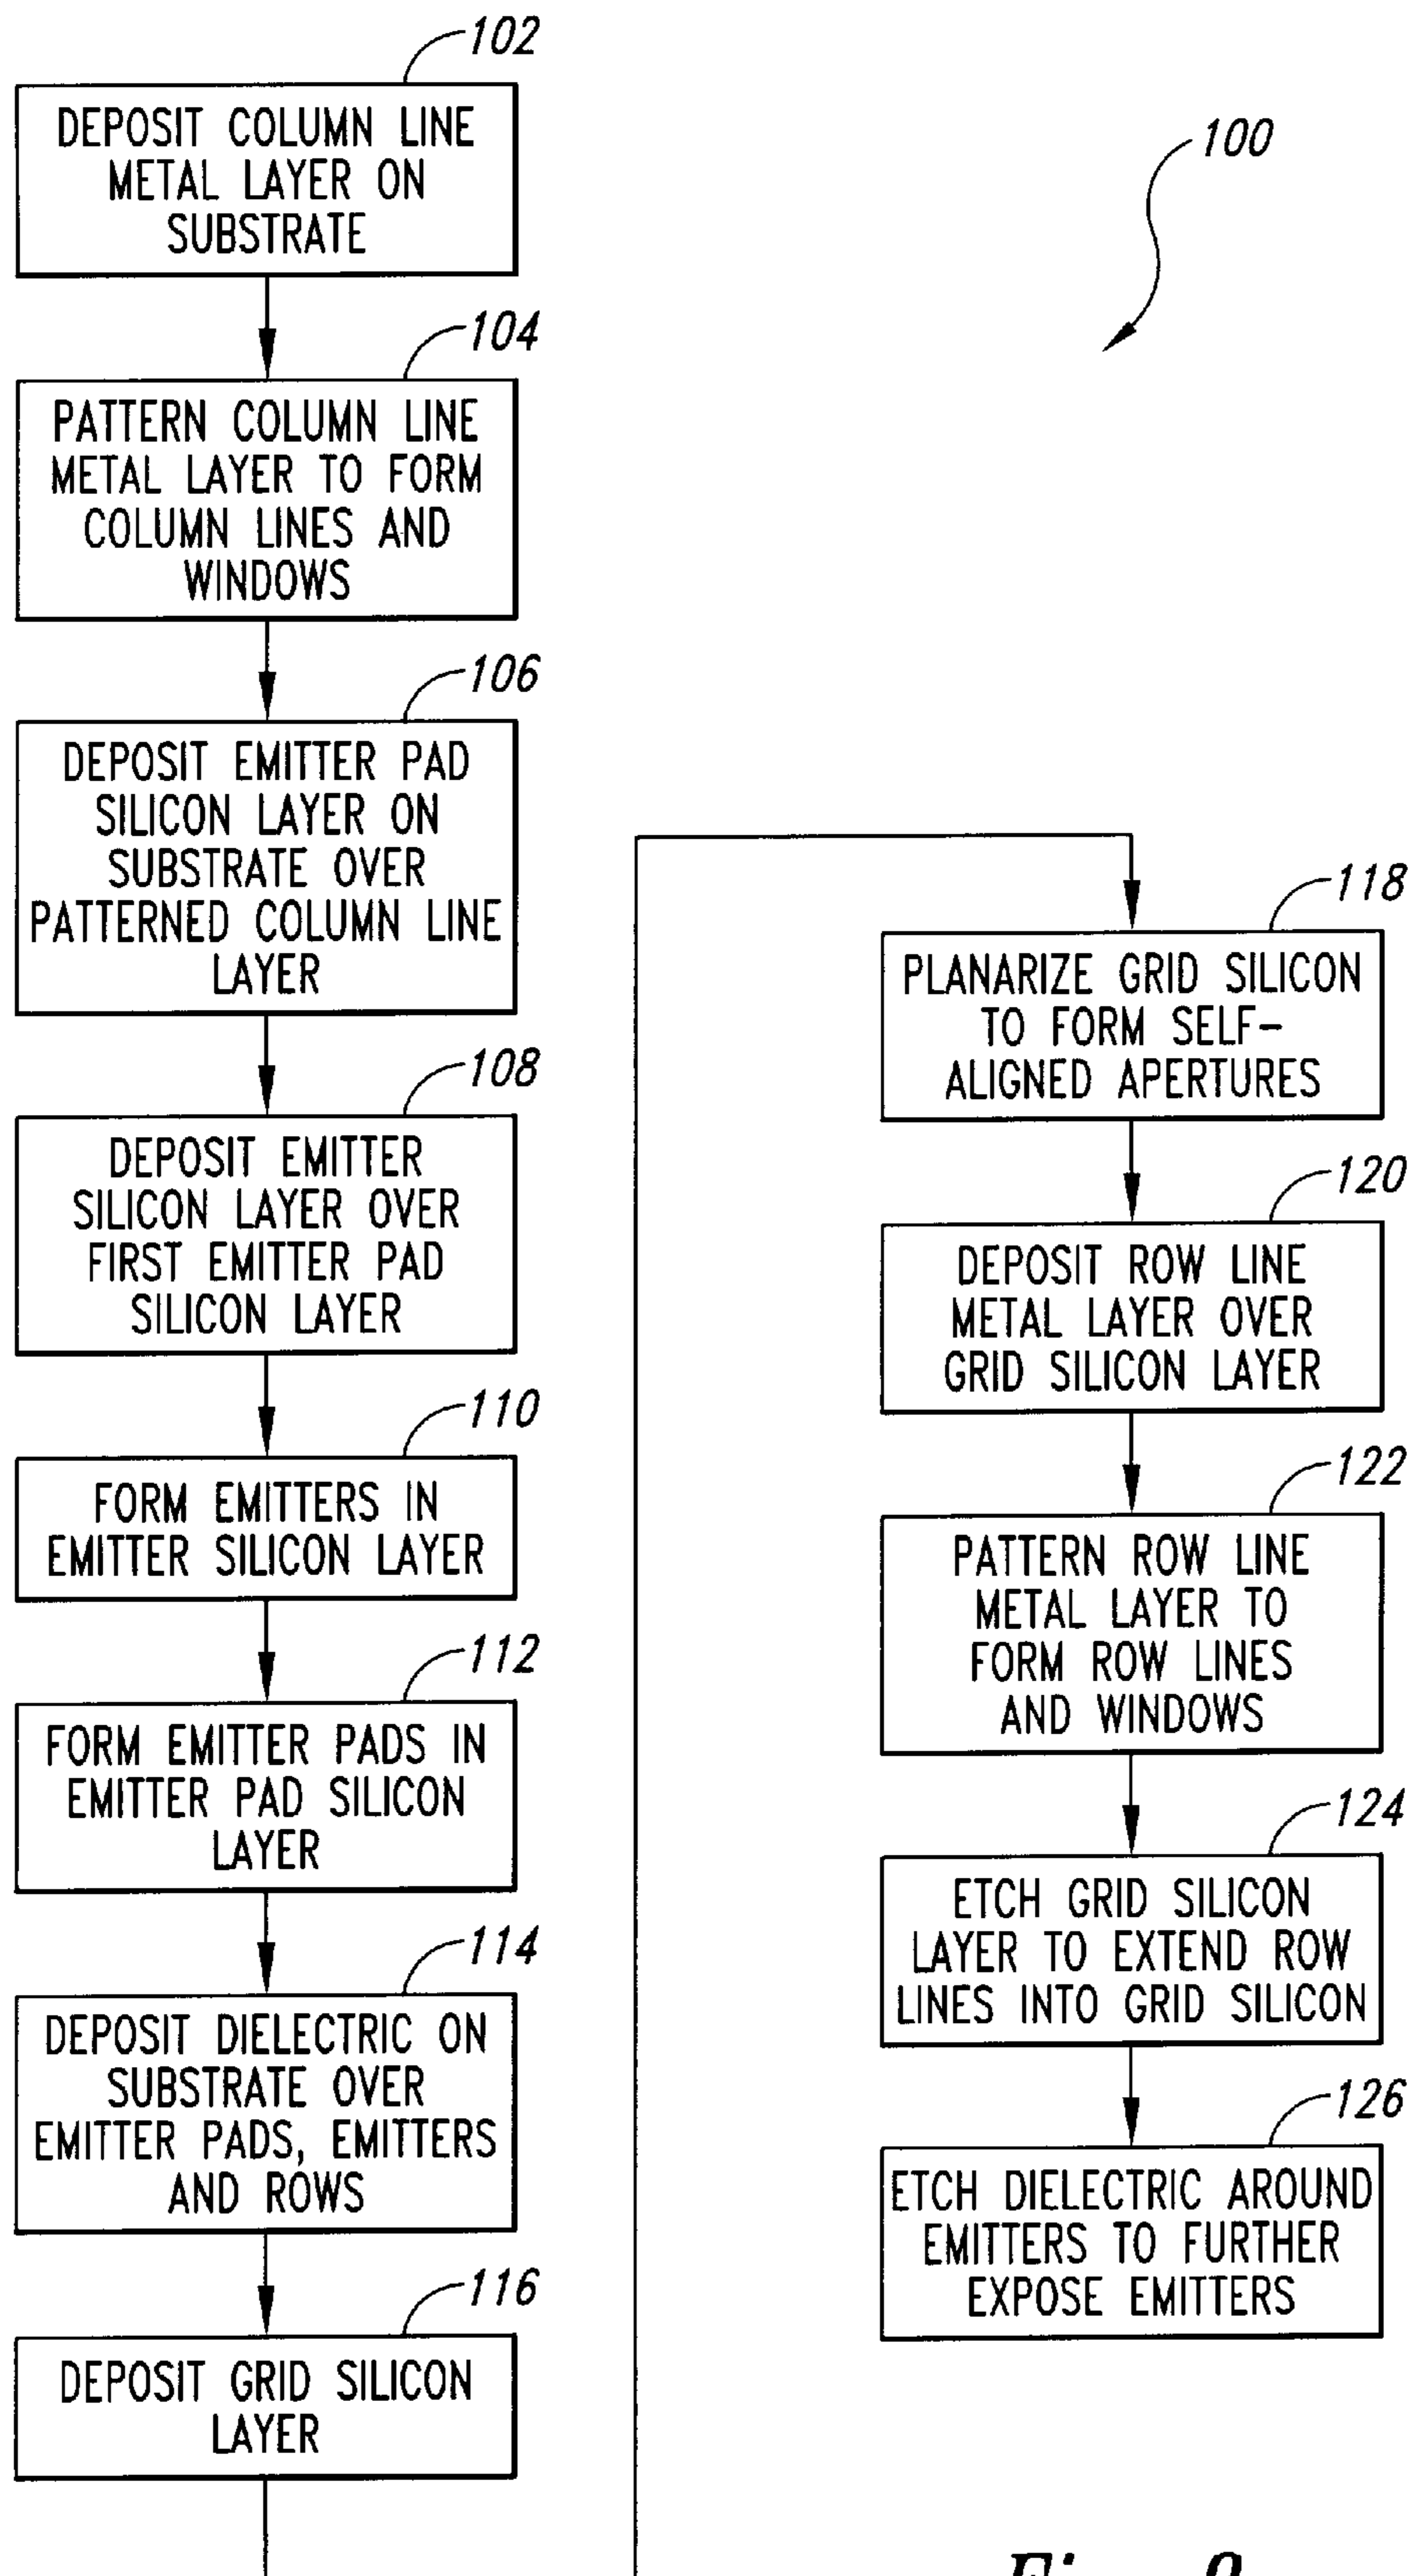 102
DEPOSIT COLUMN LINE
METAL LAYER ON
SUBSTRATE
104
PATTERN COLUMN LINE
METAL LAYER TO FORM
COLUMN LINES AND
WINDOWS
106
DEPOSIT EMITTER PAD
SILICON LAYER ON
SUBSTRATE OVER
PATTERNED COLUMN LINE
LAYER
108
DEPOSIT EMITTER
SILICON LAYER OVER
FIRST EMITTER PAD
SILICON LAYER
110
FORM EMITTERS IN
EMITTER SILICON LAYER
112
FORM EMITTER PADS IN
EMITTER PAD SILICON
LAYER
114
DEPOSIT DIELECTRIC ON
SUBSTRATE OVER
EMITTER PADS, EMITTERS
AND ROWS
116
DEPOSIT GRID SILICON
LAYER
100
118
PLANARIZE GRID SILICON
TO FORM SELF-
ALIGNED APERTURES
120
DEPOSIT ROW LINE
METAL LAYER OVER
GRID SILICON LAYER
122
PATTERN ROW LINE
METAL LAYER TO
FORM ROW LINES
AND WINDOWS
124
ETCH GRID SILICON
LAYER TO EXTEND ROW
LINES INTO GRID SILICON
126
ETCH DIELECTRIC AROUND
EMITTERS TO FURTHER
EXPOSE EMITTERS